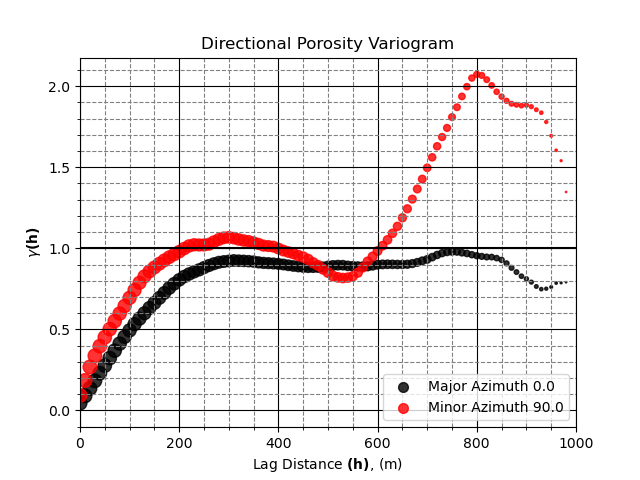 Directional Porosity Variogram
γ(h)
2.0
1.5
1.0
0.5
0.0
0 200 400 600 800 1000
Lag Distance (h), (m)
Major Azimuth 0.0
Minor Azimuth 90.0